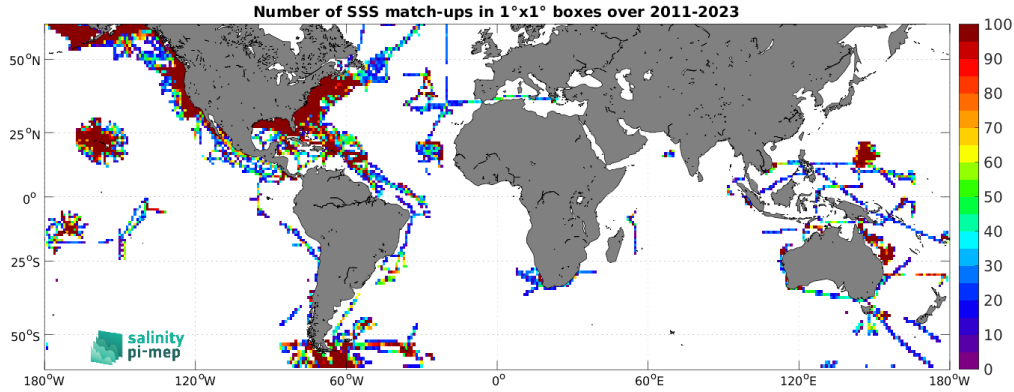 Number of SSS match-ups in 1°x1° boxes over 2011-2023
50°N
25°N
0°
25°S
50°S
180°W
120°W
60°W
0°
60°E
120°E
180°W
100
90
80
70
60
50
40
30
20
10
0
salinity
pi-mep